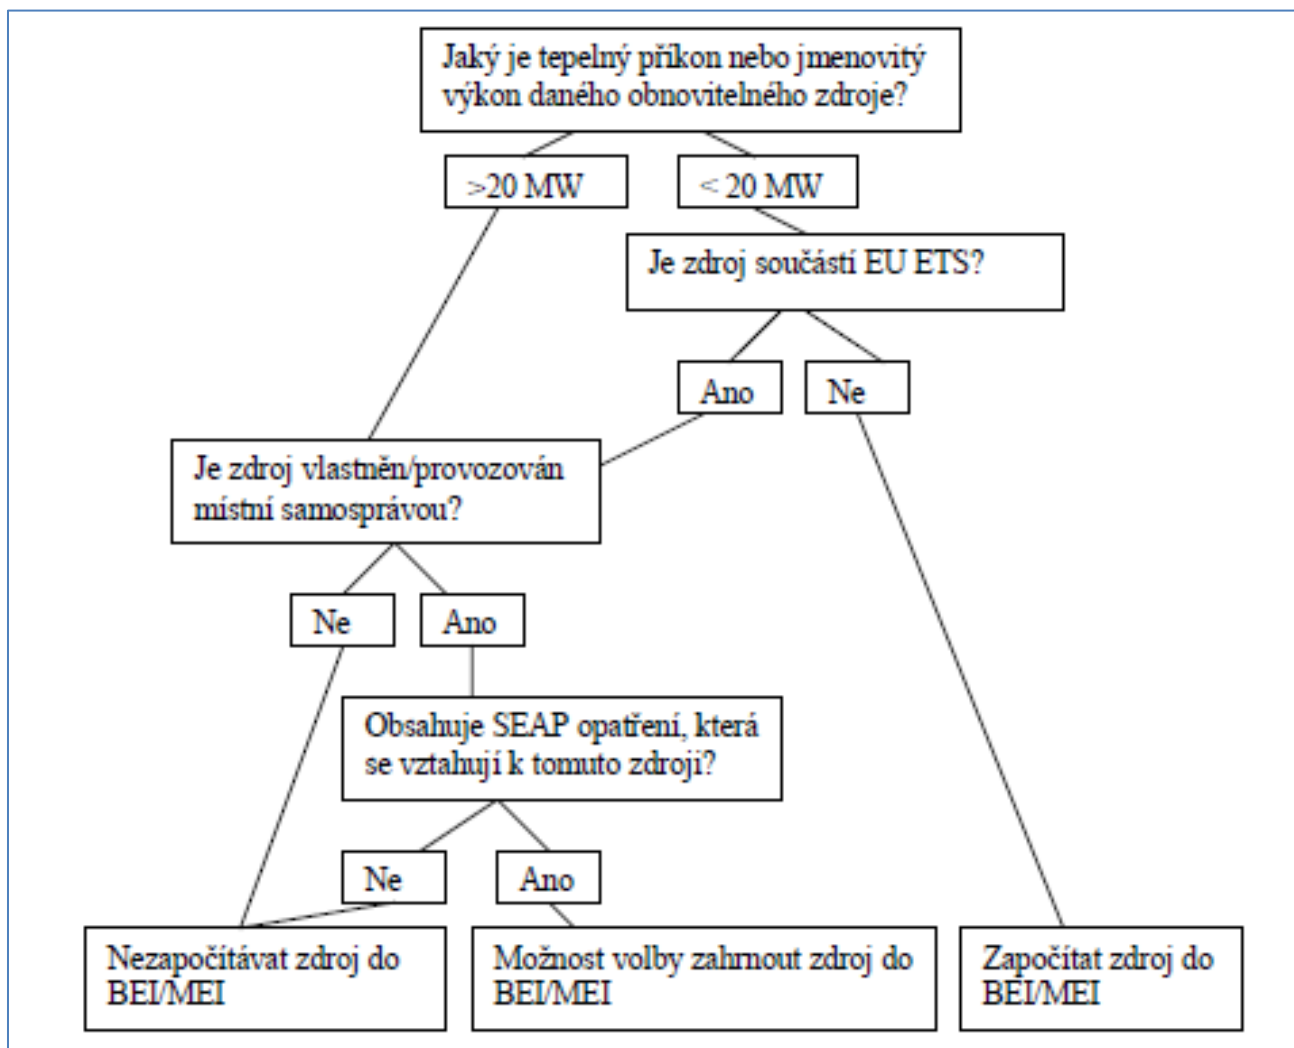 Jaký je tepelný příkon nebo jmenovitý
výkon daného obnovitelného zdroje?
>20 MW
< 20 MW
Je zdroj součástí EU ETS?
Ano
Ne
Je zdroj vlastněn/provozován
místní samosprávou?
Ne
Ano
Obsahuje SEAP opatření, která
se vztahují k tomuto zdroji?
Ne
Ano
Nezapočítávat zdroj do
BEI/MEI
Možnost volby zahrnout zdroj do
BEI/MEI
Započítat zdroj do
BEI/MEI